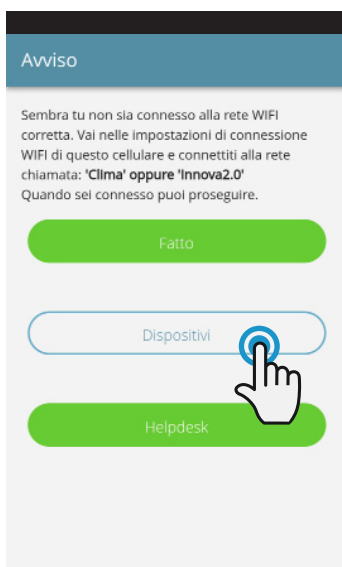 Avviso
Sembra tu non sia connesso alla rete WIFI
corretta. Vai nelle impostazioni di connessione
WIFI di questo cellulare e connettiti alla rete
chiamata: 'Clima' oppure 'Innova2.0'
Quando sei connesso puoi proseguire.
Fatto
Dispositivi
Helpdesk